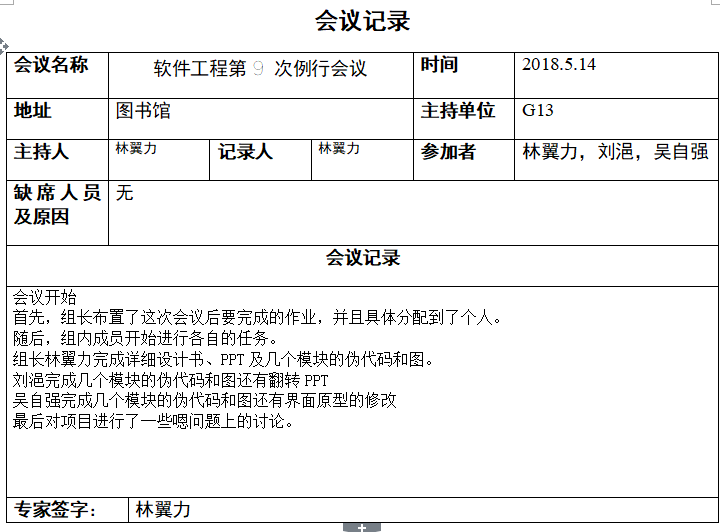 会议记录
会议名称 软件工程第 9 次例行会议 时间 2018.5.14
地址 图书馆 主持单位 G13
主持人 林翼力 记录人 林翼力 参加者 林翼力，刘浥，吴自强
缺席人员
及原因 无
会议记录
会议开始
首先，组长布置了这次会议后要完成的作业，并且具体分配到了个人。
随后，组内成员开始进行各自的任务。
组长林翼力完成详细设计书、PPT 及几个模块的伪代码和图。
刘浥完成几个模块的伪代码和图还有翻转 PPT
吴自强完成几个模块的伪代码和图还有界面原型的修改
最后对项目进行了一些嗯问题上的讨论。
专家签字： 林翼力